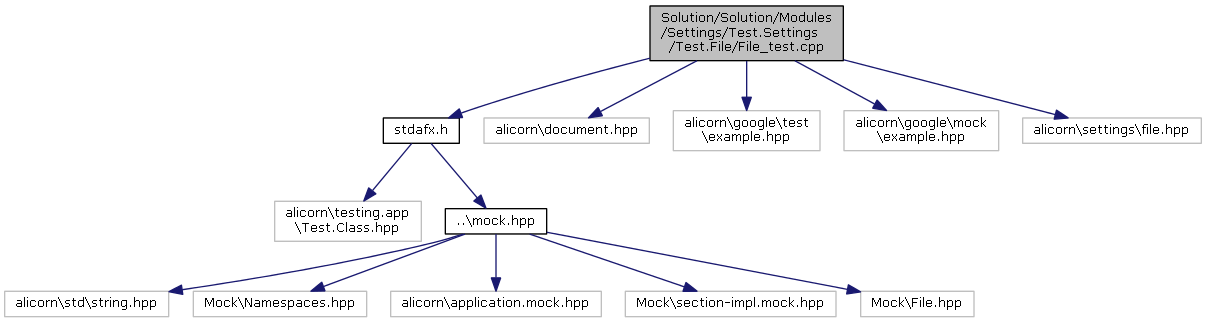 Solution/Solution/Modules
/Settings/Test.Settings
/Test.File/File_test.cpp
stdafx.h
alicorn\document.hpp
alicorn\google\test
\example.hpp
alicorn\google\mock
\example.hpp
alicorn\settings\file.hpp
alicorn\testing.app
\Test.Class.hpp
..\mock.hpp
alicorn\std\string.hpp
Mock\Namespaces.hpp
alicorn\application.mock.hpp
Mock\section-impl.mock.hpp
Mock\File.hpp